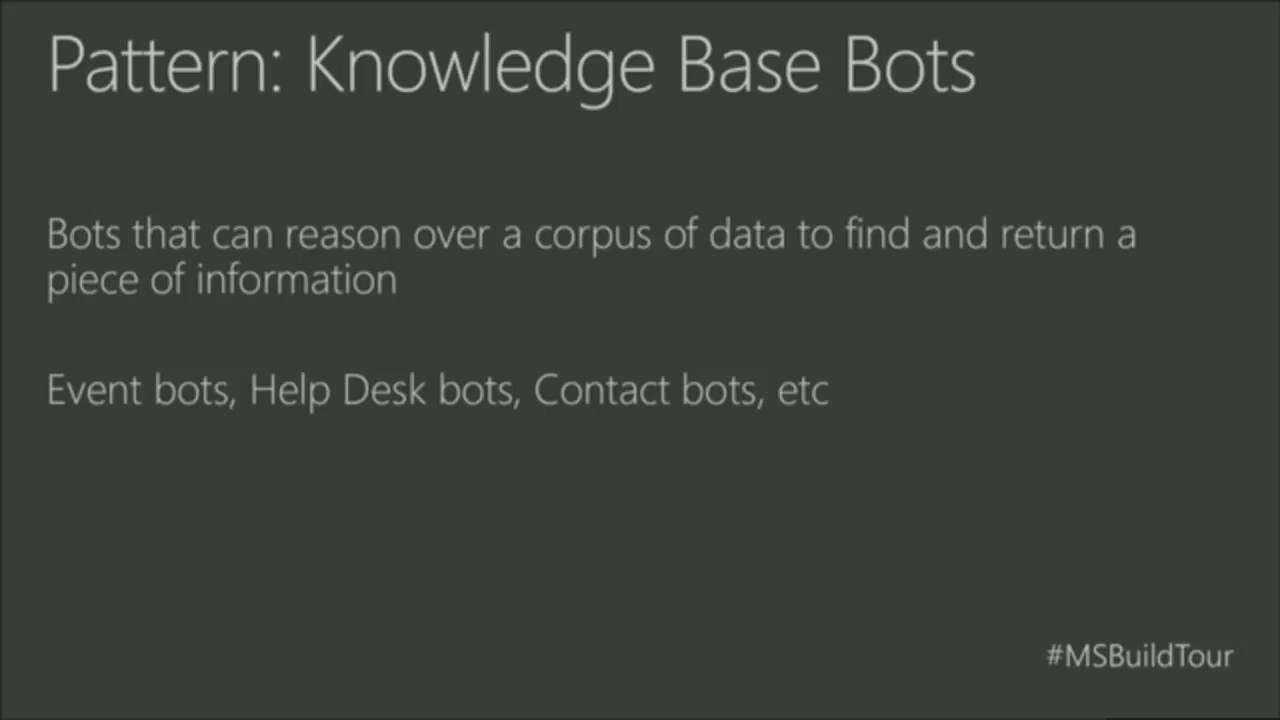 Pattern: Knowledge Base Bots
Bots that can reason over a corpus of data to find and return a
piece of information
Event bots, Help Desk bots, Contact bots, etc
#MSBuildTour